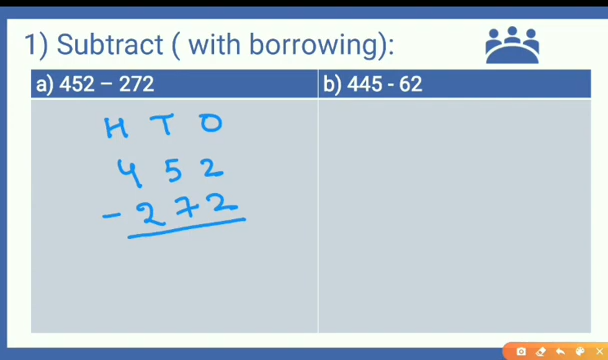 1) Subtract ( with borrowing):
a) 452 – 272
b) 445 - 62
H T O
4 5 2
- 2 7 2